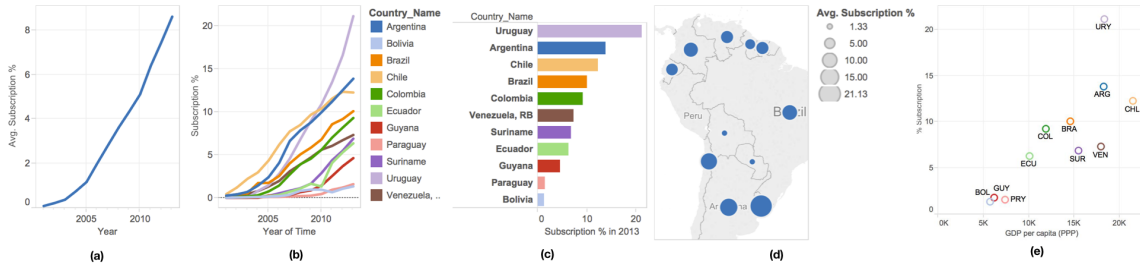 Avg. Subscription %
8
6
4
2
0
2005
2010
Year
(a)
Subscription %
20
15
10
5
0
2005
2010
Year of Time
(b)
Country_Name
Argentina
Bolivia
Brazil
Chile
Colombia
Ecuador
Guyana
Paraguay
Suriname
Uruguay
Venezuela, ..
Country_Name
Uruguay
Argentina
Chile
Brazil
Colombia
Venezuela, RB
Suriname
Ecuador
Guyana
Paraguay
Bolivia
0
10
20
Subscription % in 2013
(c)
Peru
(d)
Avg. Subscription %
1.33
5.00
10.00
15.00
21.13
% Subscription
20
15
10
5
0
URY
ARG
CHL
BRA
COL
ECU
SUR
VEN
BOL
GUY
PRY
0K
5K
10K
15K
20K
GDP per capita (PPP)
(e)